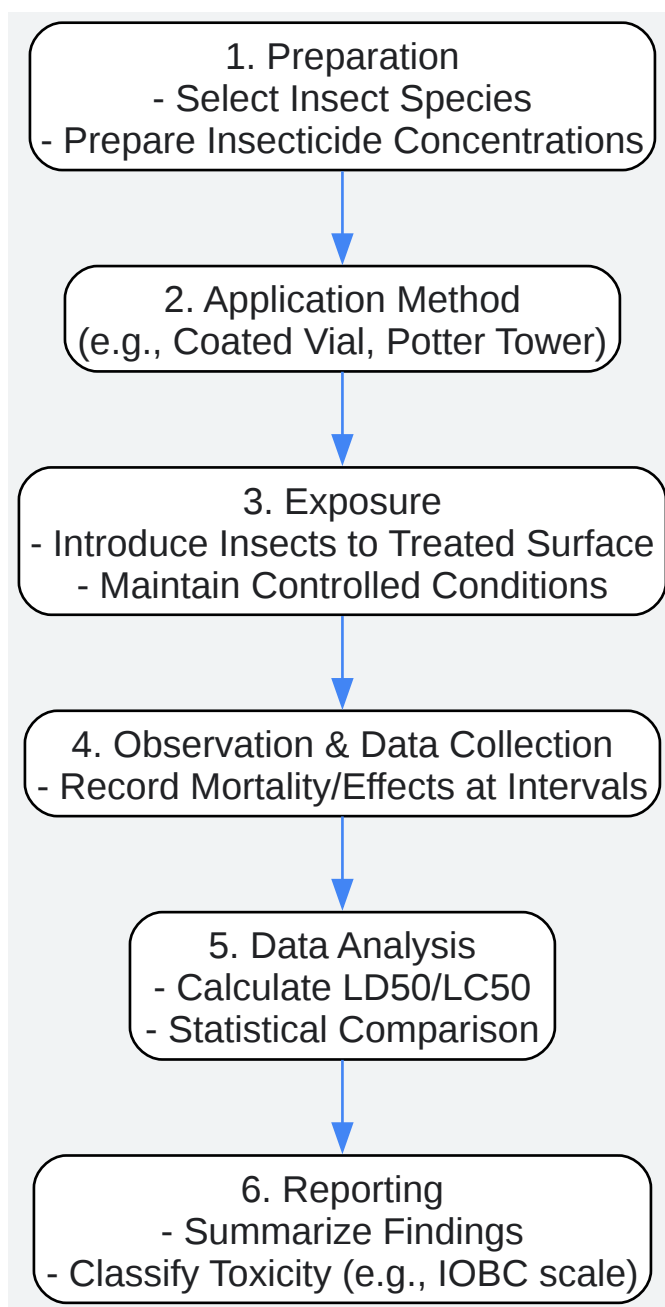 1. Preparation
- Select Insect Species
- Prepare Insecticide Concentrations
2. Application Method
(e.g., Coated Vial, Potter Tower)
3. Exposure
- Introduce Insects to Treated Surface
- Maintain Controlled Conditions
4. Observation & Data Collection
- Record Mortality/Effects at Intervals
5. Data Analysis
- Calculate LD50/LC50
- Statistical Comparison
6. Reporting
- Summarize Findings
- Classify Toxicity (e.g., IOBC scale)